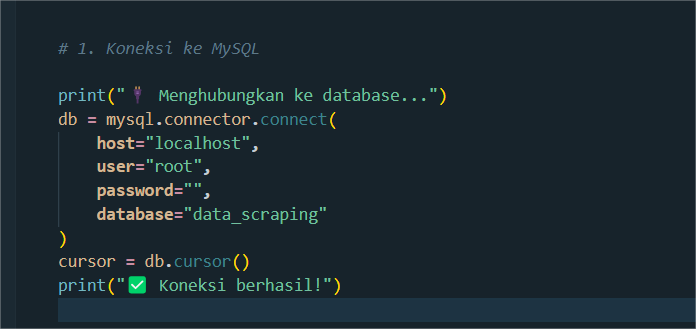 # 1. Koneksi ke MySQL
print("🔌 Menghubungkan ke database...")
db = mysql.connector.connect(
    host="localhost",
    user="root",
    password="",
    database="data_scraping"
)
cursor = db.cursor()
print("✅ Koneksi berhasil!")